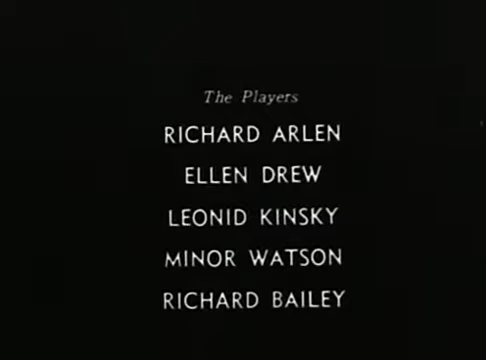 The Players
RICHARD ARLEN
ELLEN DREW
LEONID KINSKY
MINOR WATSON
RICHARD BAILEY